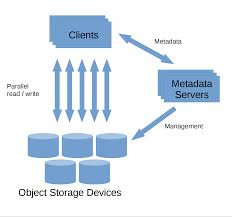 Clients
Metadata
Parallel
read / write
Metadata
Servers
Management
Object Storage Devices